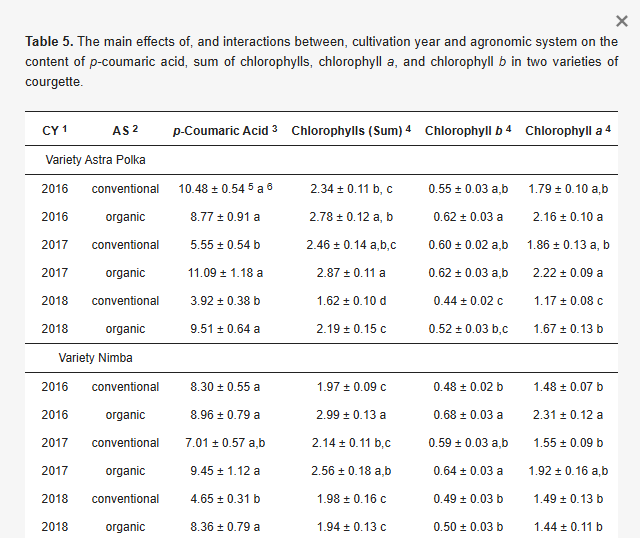 Table 5. The main effects of, and interactions between, cultivation year and agronomic system on the
content of p-coumaric acid, sum of chlorophylls, chlorophyll a, and chlorophyll b in two varieties of
courgette.
CY 1 AS 2 p-Coumaric Acid 3 Chlorophylls (Sum) 4 Chlorophyll b 4 Chlorophyll a 4
Variety Astra Polka
2016 conventional 10.48 ± 0.54 5 a 6 2.34 ± 0.11 b, c 0.55 ± 0.03 a,b 1.79 ± 0.10 a,b
2016 organic 8.77 ± 0.91 a 2.78 ± 0.12 a, b 0.62 ± 0.03 a 2.16 ± 0.10 a
2017 conventional 5.55 ± 0.54 b 2.46 ± 0.14 a,b,c 0.60 ± 0.02 a,b 1.86 ± 0.13 a, b
2017 organic 11.09 ± 1.18 a 2.87 ± 0.11 a 0.62 ± 0.03 a,b 2.22 ± 0.09 a
2018 conventional 3.92 ± 0.38 b 1.62 ± 0.10 d 0.44 ± 0.02 c 1.17 ± 0.08 c
2018 organic 9.51 ± 0.64 a 2.19 ± 0.15 c 0.52 ± 0.03 b,c 1.67 ± 0.13 b
Variety Nimba
2016 conventional 8.30 ± 0.55 a 1.97 ± 0.09 c 0.48 ± 0.02 b 1.48 ± 0.07 b
2016 organic 8.96 ± 0.79 a 2.99 ± 0.13 a 0.68 ± 0.03 a 2.31 ± 0.12 a
2017 conventional 7.01 ± 0.57 a,b 2.14 ± 0.11 b,c 0.59 ± 0.03 a,b 1.55 ± 0.09 b
2017 organic 9.45 ± 1.12 a 2.56 ± 0.18 a,b 0.64 ± 0.03 a 1.92 ± 0.16 a,b
2018 conventional 4.65 ± 0.31 b 1.98 ± 0.16 c 0.49 ± 0.03 b 1.49 ± 0.13 b
2018 organic 8.36 ± 0.79 a 1.94 ± 0.13 c 0.50 ± 0.03 b 1.44 ± 0.11 b